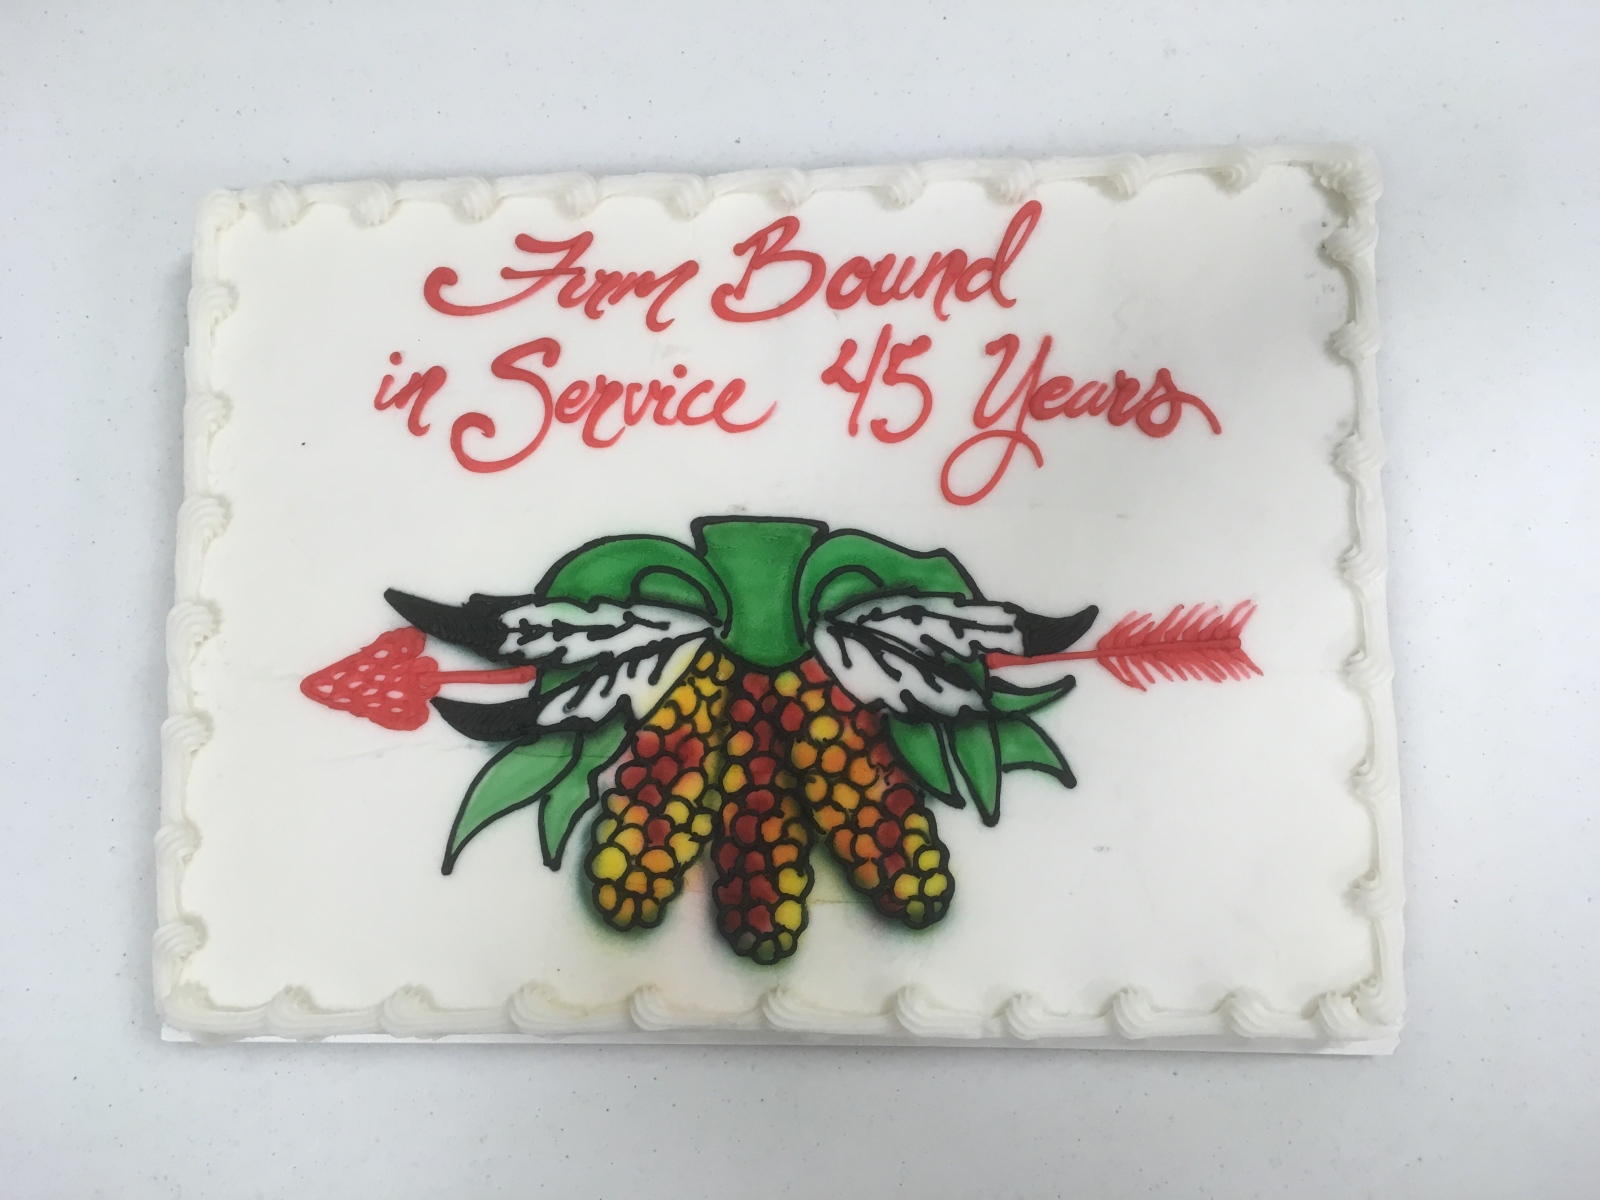 Firm Bound
in Service 45 Years